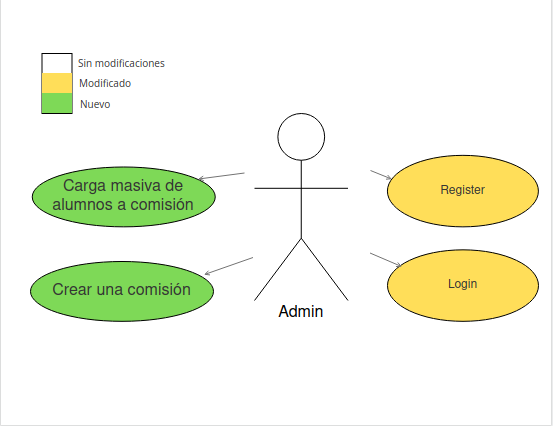 Sin modificaciones
Modificado
Nuevo
Carga masiva de
alumnos a comisión
Register
Crear una comisión
Login
Admin